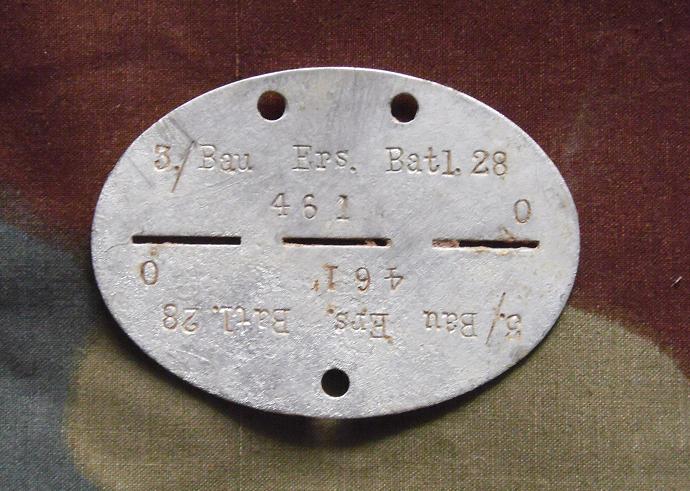 3./Bau Ers. Batl. 28
461 0
0 461
3./Bau Ers. Batl. 28